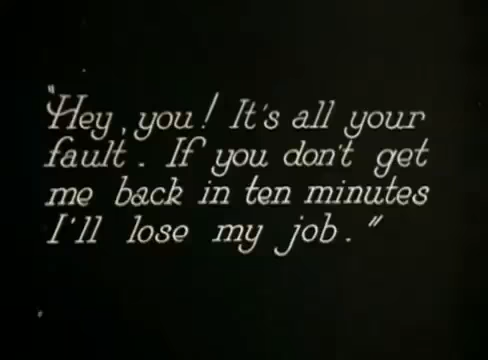 "Hey, you! It's all your
fault. If you don't get
me back in ten minutes
I'll lose my job."